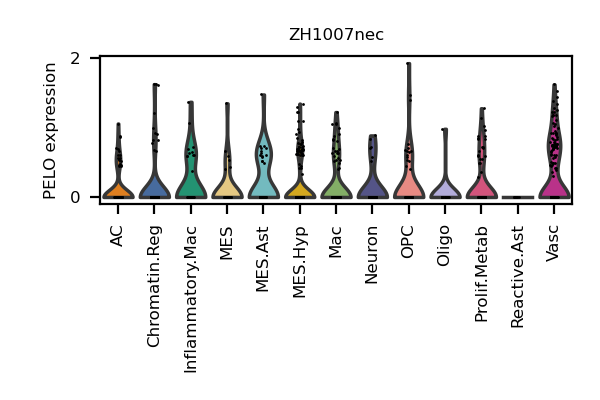 ZH1007nec
PELO expression
2
0
AC
Chromatin.Reg
Inflammatory.Mac
MES
MES.Ast
MES.Hyp
Mac
Neuron
OPC
Oligo
Prolif.Metab
Reactive.Ast
Vasc